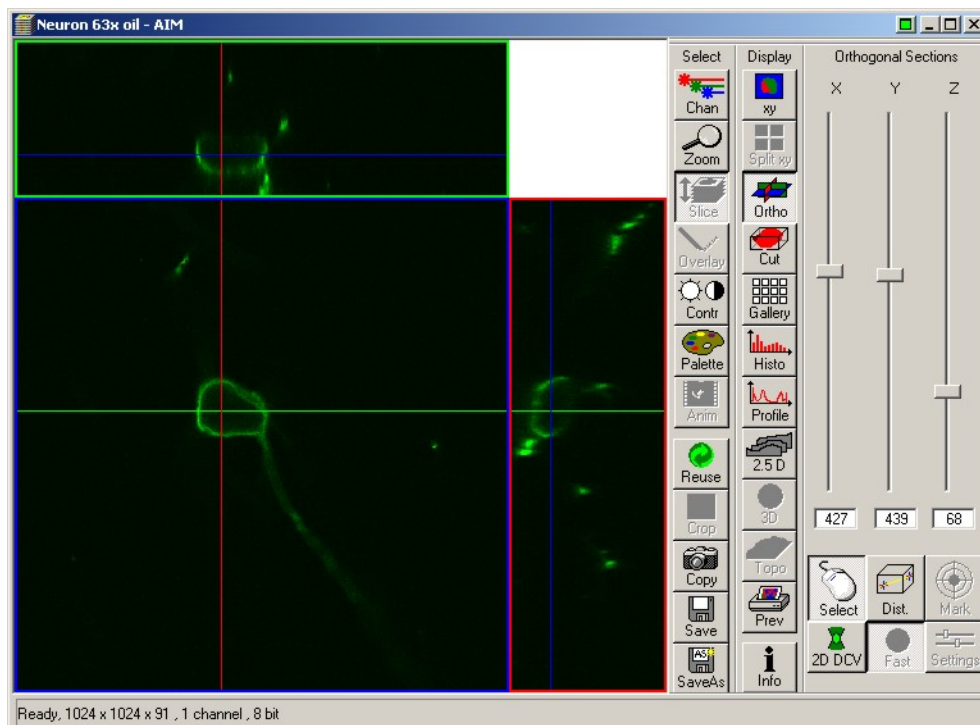 Neuron 63x oil - AIM
Select
Chan
Zoom
Slice
Overlay
Contr
Palette
Anim
Reuse
Crop
Copy
Save
AS
SaveAs
Display
xy
Split xy
Ortho
Cut
Gallery
Histo
Profile
2.5 D
3D
Topo
Prev
i
Info
Orthogonal Sections
X Y Z
427 439 68
Select Dist. Mark
2D DCV Fast Settings
Ready, 1024 x 1024 x 91 , 1 channel , 8 bit